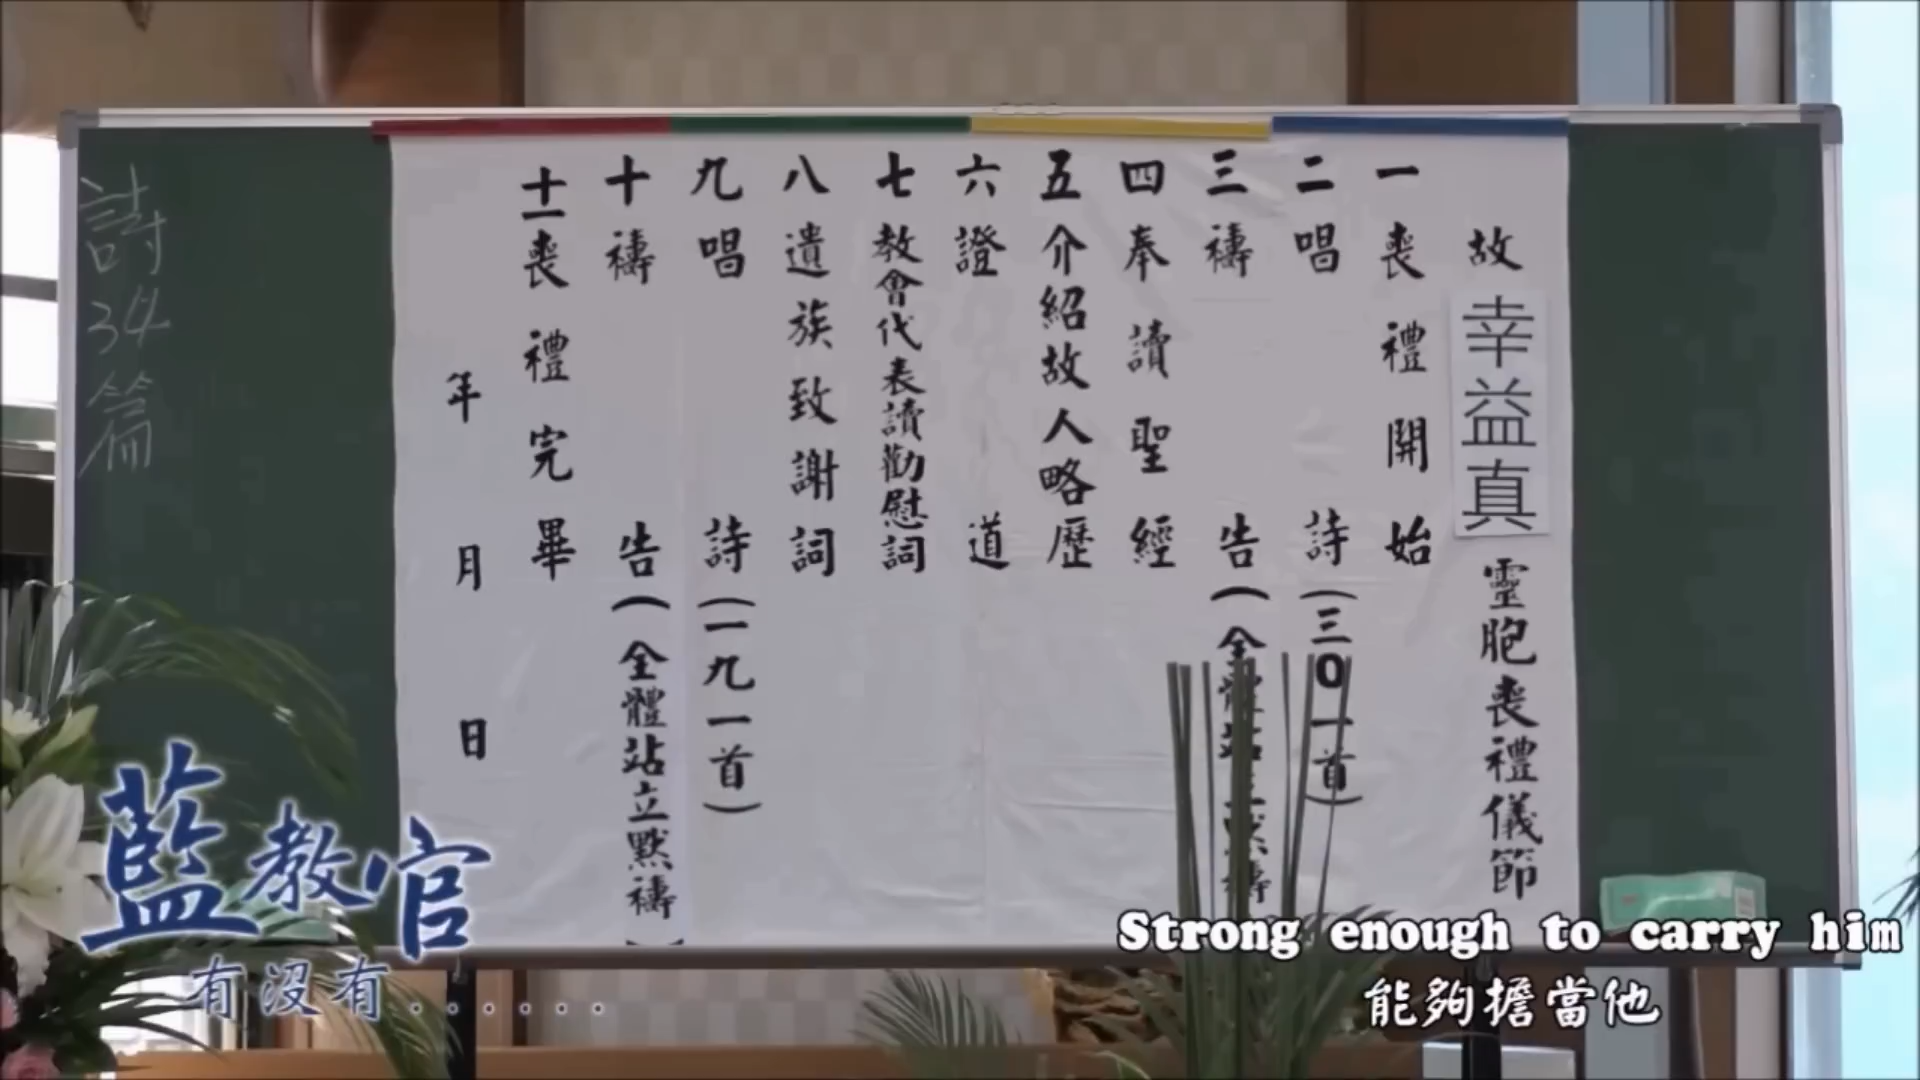 故幸益真靈胞喪禮儀節
一喪禮開始
二唱詩(三0一首)
三禱告(全體站立默禱
四奉讀聖經
五介紹故人略歷
六證道
七教會代表讀勸慰詞
八遺族致謝詞
九唱詩(一九一首)
十禱告(全體站立默禱)
十一喪禮完畢
年月日
詩34篇
藍教官
有沒有.......
Strong enough to carry him
能夠擔當他